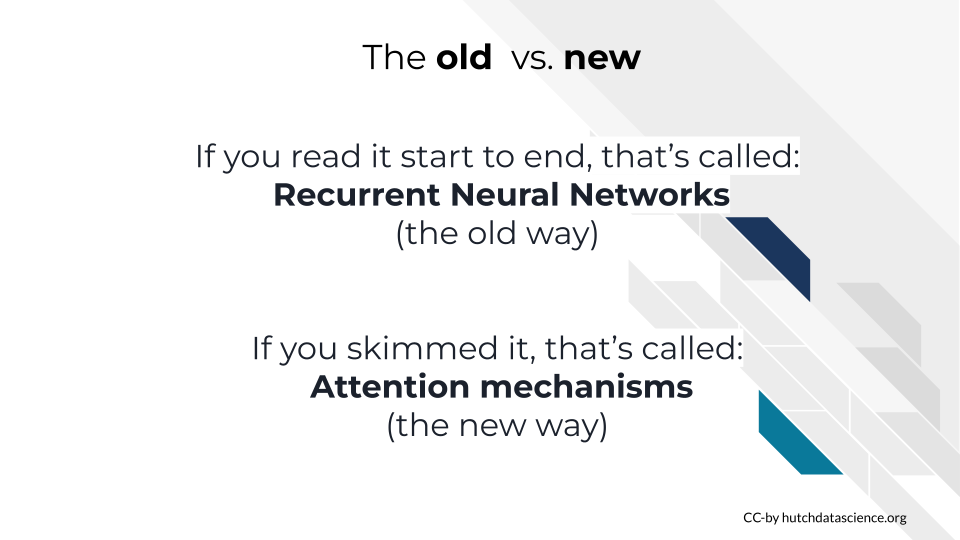 The old vs. new
If you read it start to end, that’s called:
Recurrent Neural Networks
(the old way)
If you skimmed it, that’s called:
Attention mechanisms
(the new way)
CC-by hutchdatascience.org